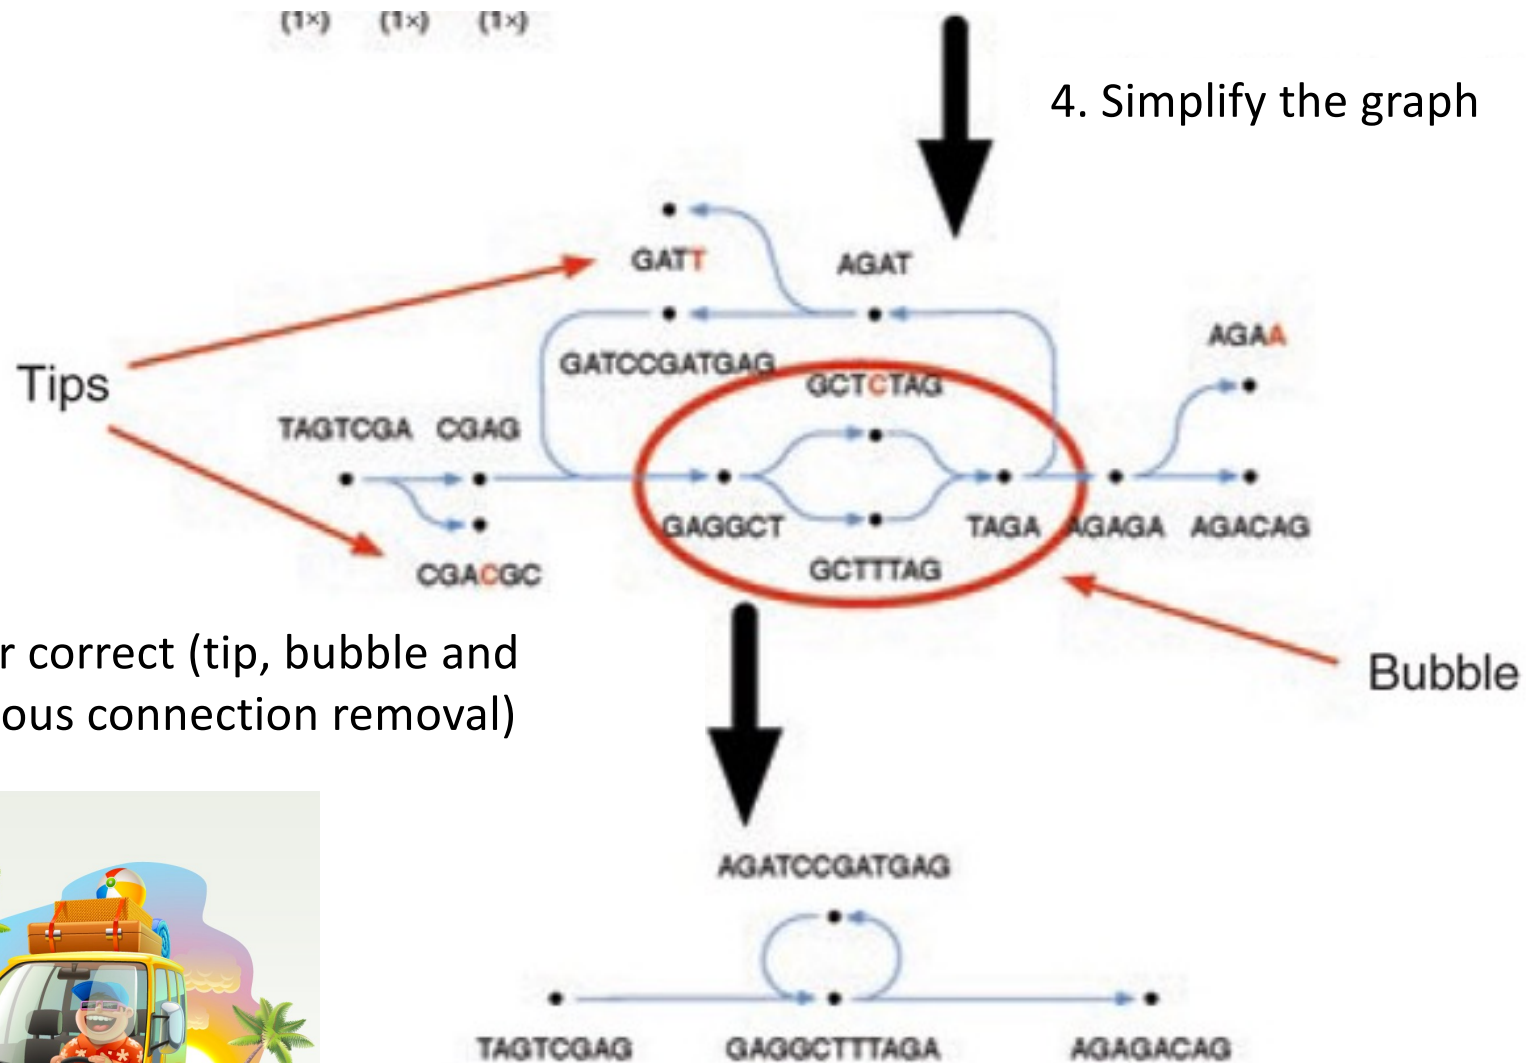 (1×) (1×) (1×)
4. Simplify the graph
GATT AGAT
AGAA
GATCCGATGAG
Tips
GCTCTAG
TAGTCGA CGAG
GAGGCT TAGA AGAGA AGACAG
GCTTTAG
CGACGC
r correct (tip, bubble and
ous connection removal)
Bubble
AGATCCGATGAG
TAGTCGAG GAGGCTTTAGA AGAGACAG